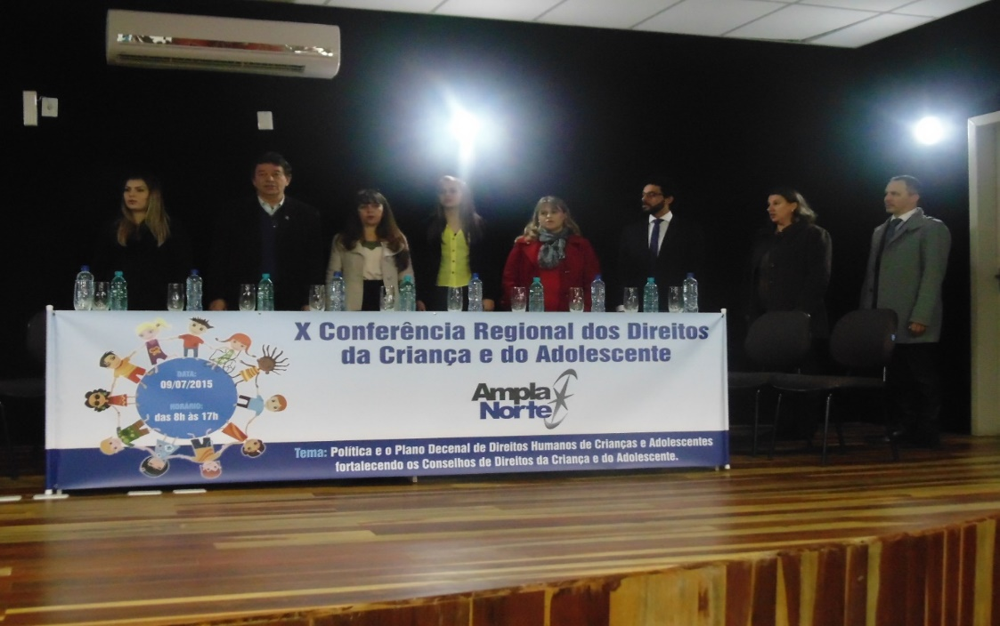 X Conferência Regional dos Direitos
da Criança e do Adolescente
DATA:
09/07/2015
HORÁRIO:
das 8h às 17h
Ampla
Norte
Tema: Política e o Plano Decenal de Direitos Humanos de Crianças e Adolescentes
fortalecendo os Conselhos de Direitos da Criança e do Adolescente.